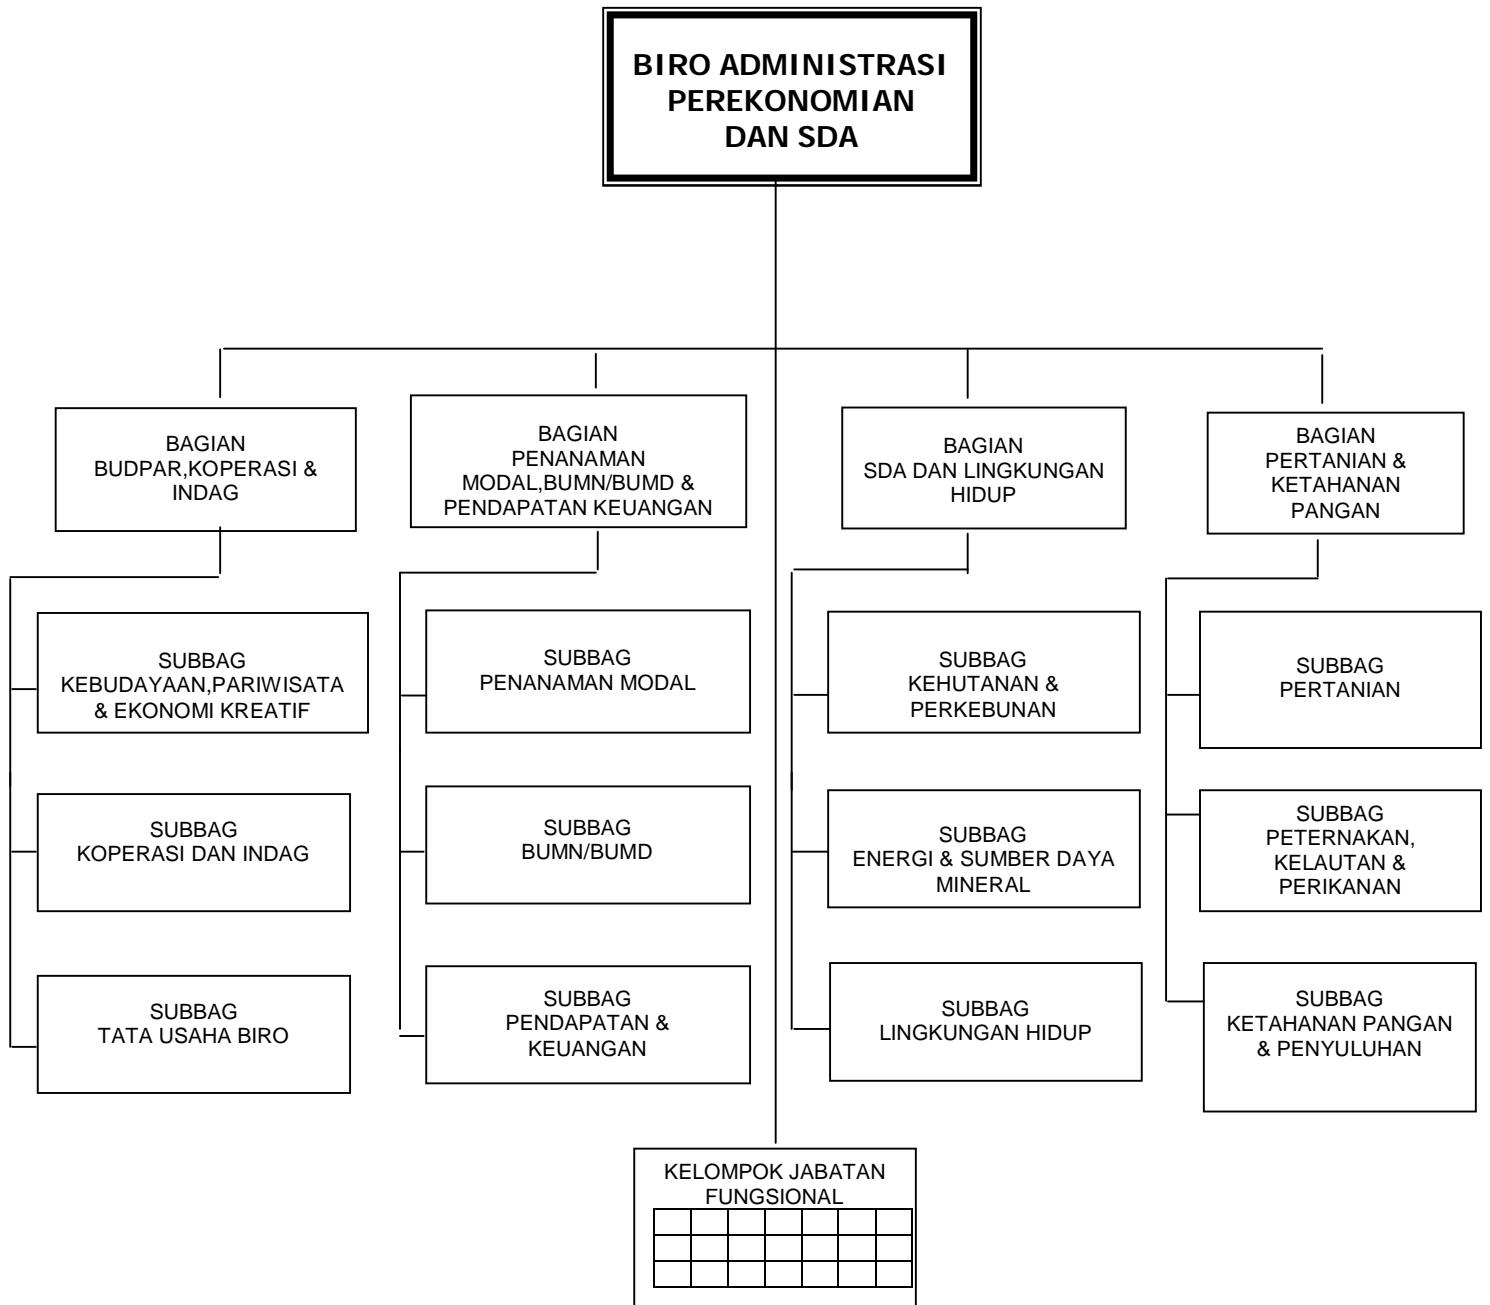 BIRO ADMINISTRASI
PEREKONOMIAN
DAN SDA
BAGIAN
BUDPAR,KOPERASI &
INDAG
BAGIAN
PENANAMAN
MODAL,BUMN/BUMD &
PENDAPATAN KEUANGAN
BAGIAN
SDA DAN LINGKUNGAN
HIDUP
BAGIAN
PERTANIAN &
KETAHANAN
PANGAN
SUBBAG
KEBUDAYAAN,PARIWISATA
& EKONOMI KREATIF
SUBBAG
PENANAMAN MODAL
SUBBAG
KEHUTANAN &
PERKEBUNAN
SUBBAG
PERTANIAN
SUBBAG
KOPERASI DAN INDAG
SUBBAG
BUMN/BUMD
SUBBAG
ENERGI & SUMBER DAYA
MINERAL
SUBBAG
PETERNAKAN,
KELAUTAN &
PERIKANAN
SUBBAG
TATA USAHA BIRO
SUBBAG
PENDAPATAN &
KEUANGAN
SUBBAG
LINGKUNGAN HIDUP
SUBBAG
KETAHANAN PANGAN
& PENYULUHAN
KELOMPOK JABATAN
FUNGSIONAL